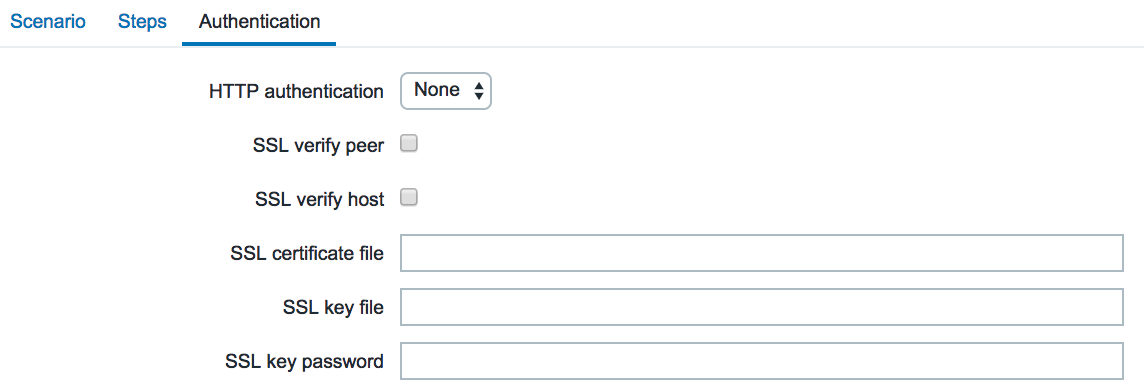 Scenario Steps Authentication
HTTP authentication None
SSL verify peer
SSL verify host
SSL certificate file
SSL key file
SSL key password